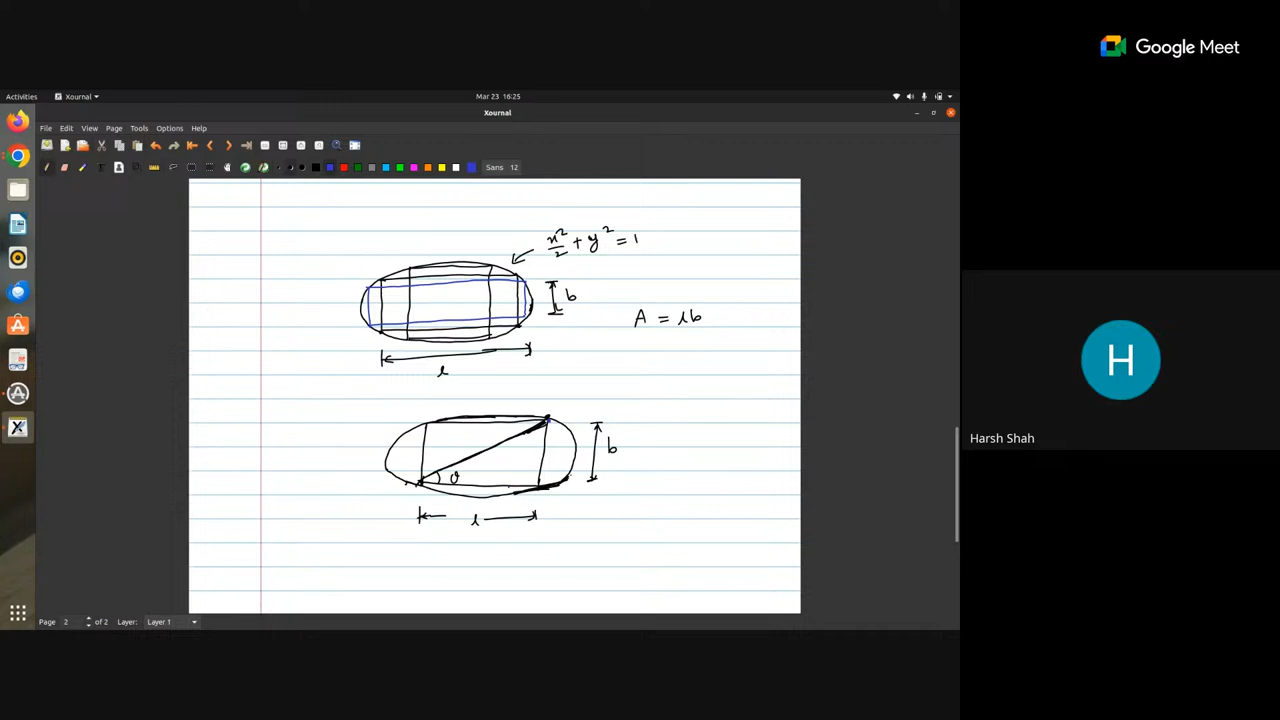 Google Meet
Activities Xournal Mar 23 16:25
Xournal
File Edit View Page Tools Options Help
Sans 12
x²/2 + y² = 1
b
A = lb
l
H
Harsh Shah
θ
b
l
Page 2 of 2 Layer: Layer 1